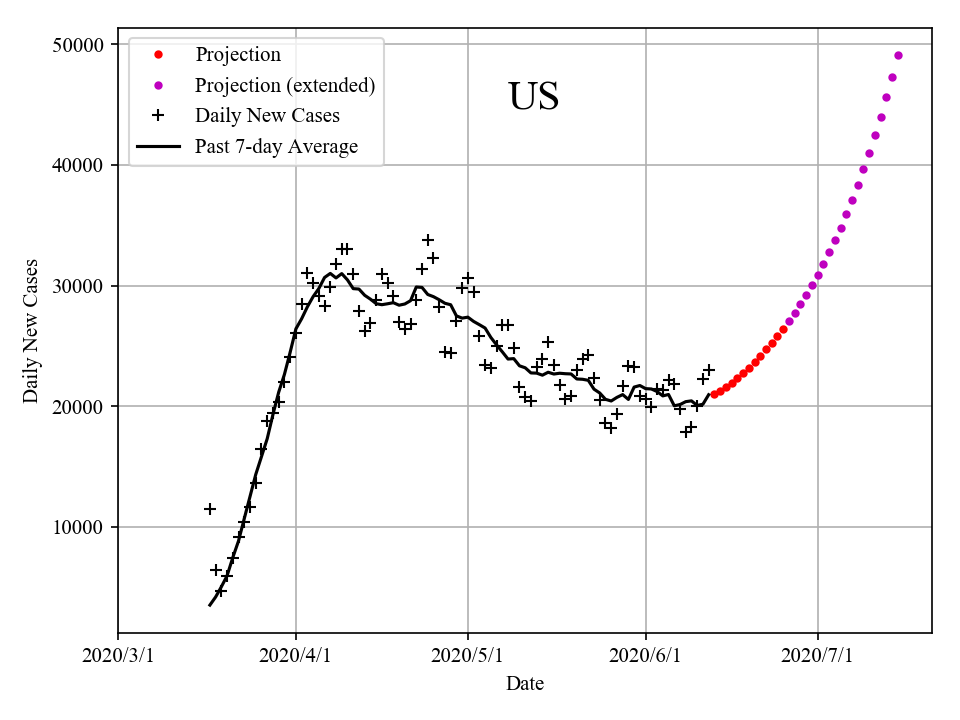 US
Projection
Projection (extended)
Daily New Cases
Past 7-day Average
50000
40000
30000
20000
10000
Daily New Cases
2020/3/1 2020/4/1 2020/5/1 2020/6/1 2020/7/1
Date